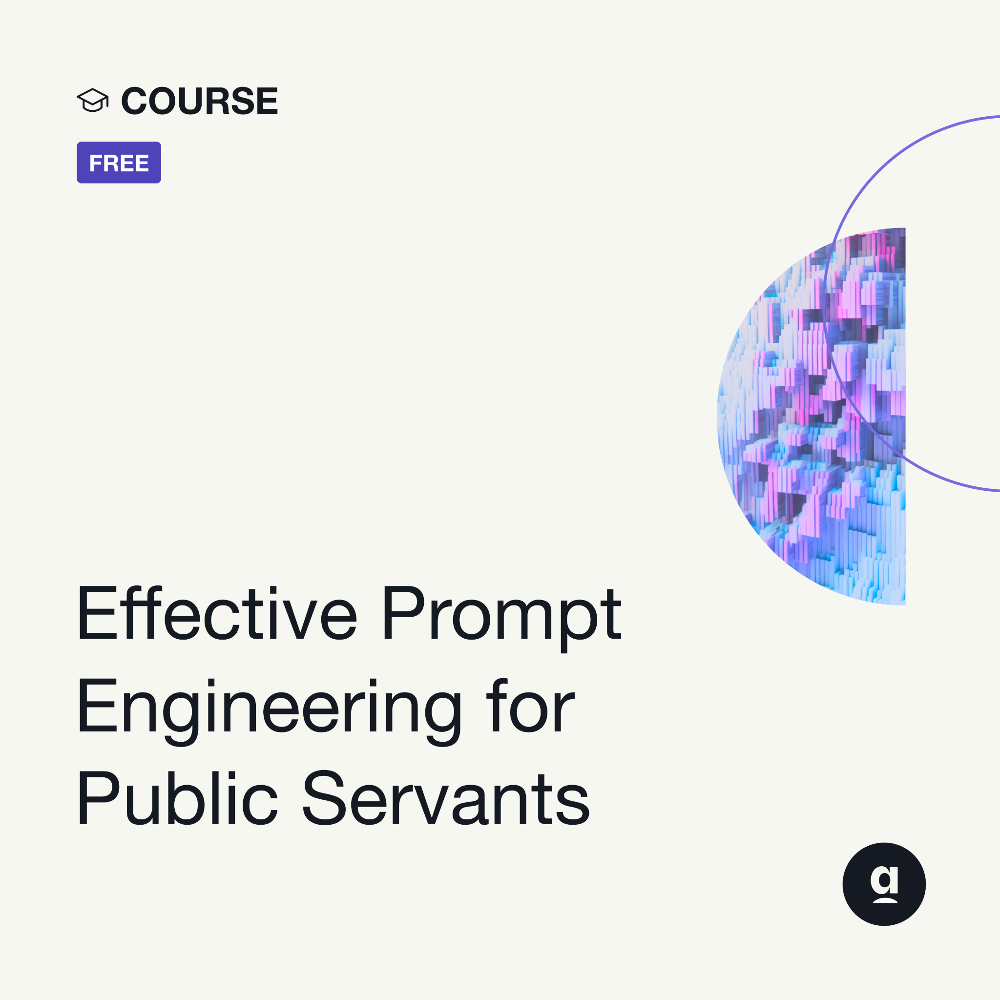 COURSE
FREE
Effective Prompt
Engineering for
Public Servants
a